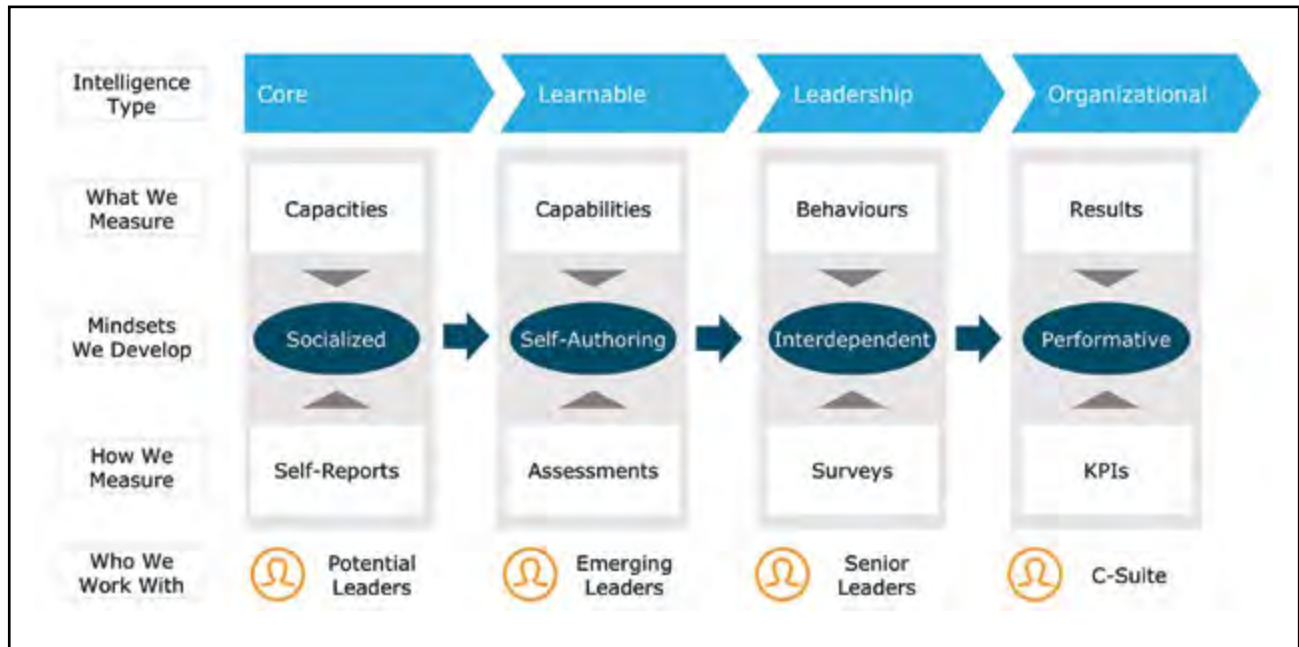 Intelligence
Type
Core
Learnable
Leadership
Organizational
What We
Measure
Capacities
Capabilities
Behaviours
Results
Mindsets
We Develop
Socialized
Self-Authoring
Interdependent
Performative
How We
Measure
Self-Reports
Assessments
Surveys
KPIs
Who We
Work With
Potential
Leaders
Emerging
Leaders
Senior
Leaders
C-Suite